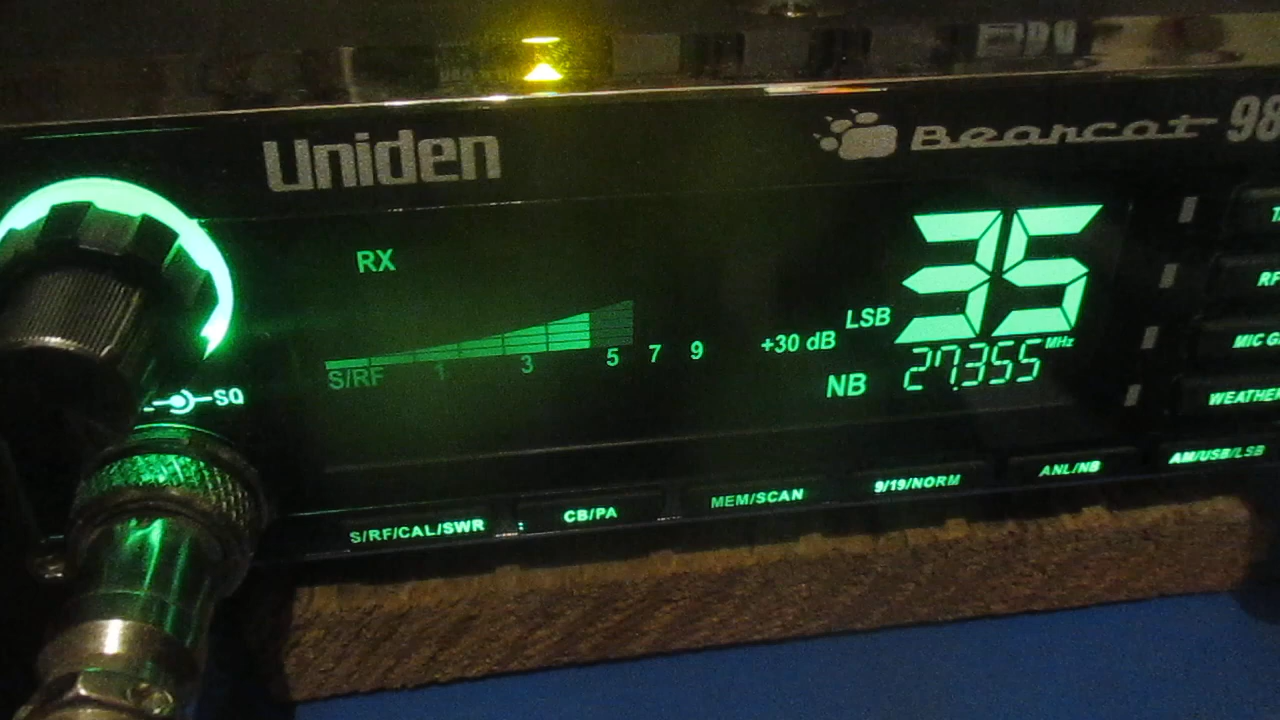 Uniden
Bearcat 98
RX
35
LSB
+30 dB
S/RF 1 3 5 7 9
NB
27.355 MHz
SQ
RF
MIC G
WEATHER
S/RF/CAL/SWR
CB/PA
MEM/SCAN
9/19/NORM
ANL/NB
AM/USB/LSB